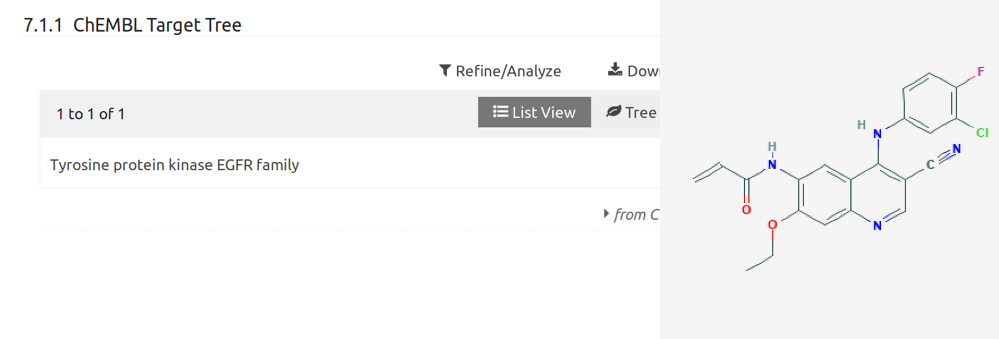 7.1.1 ChEMBL Target Tree
Refine/Analyze
Dow
1 to 1 of 1
List View
Tree
Tyrosine protein kinase EGFR family
from C
F
H
N
Cl
H
N
C
N
O
O
N